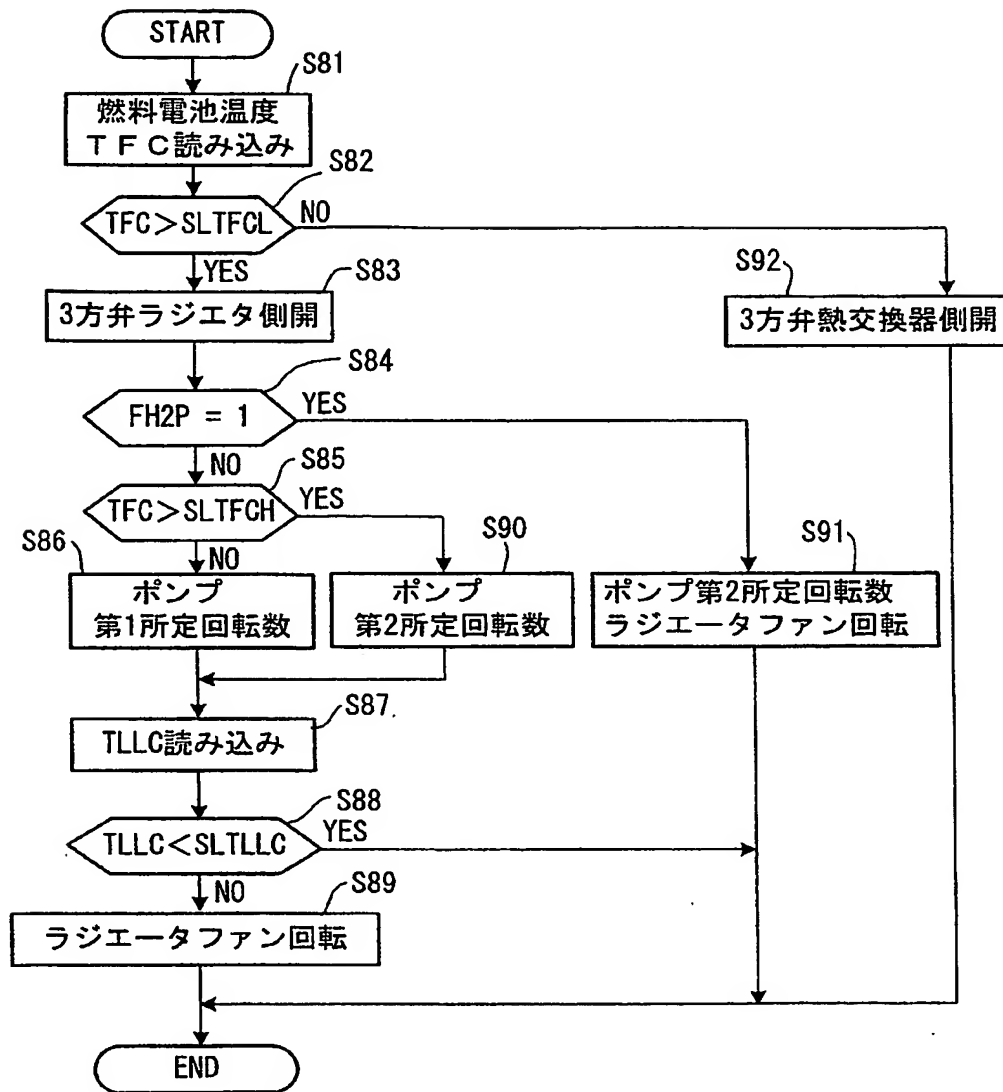 START
S81
燃料電池温度
ＴＦＣ読み込み
S82
TFC>SLTFCL
NO
YES
S83
3方弁ラジエタ側開
S92
3方弁熱交換器側開
S84
FH2P = 1
YES
NO
S85
TFC>SLTFCH
YES
NO
S86
ポンプ
第1所定回転数
S90
ポンプ
第2所定回転数
S91
ポンプ第2所定回転数
ラジエータファン回転
S87
TLLC読み込み
S88
TLLC<SLTLLC
YES
NO
S89
ラジエータファン回転
END